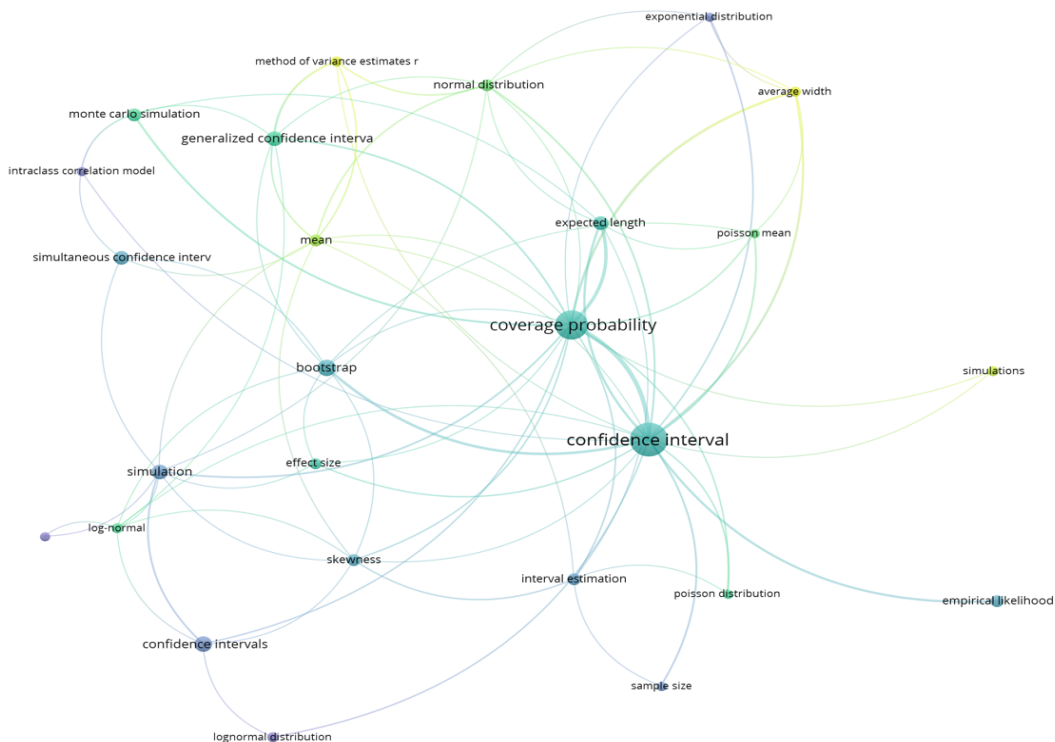 exponential distribution
method of variance estimates r
normal distribution
average width
monte carlo simulation
generalized confidence interva
intraclass correlation model
expected length
poisson mean
mean
simultaneous confidence interv
coverage probability
bootstrap
simulations
confidence interval
effect size
simulation
log-normal
skewness
interval estimation
poisson distribution
empirical likelihood
confidence intervals
sample size
lognormal distribution